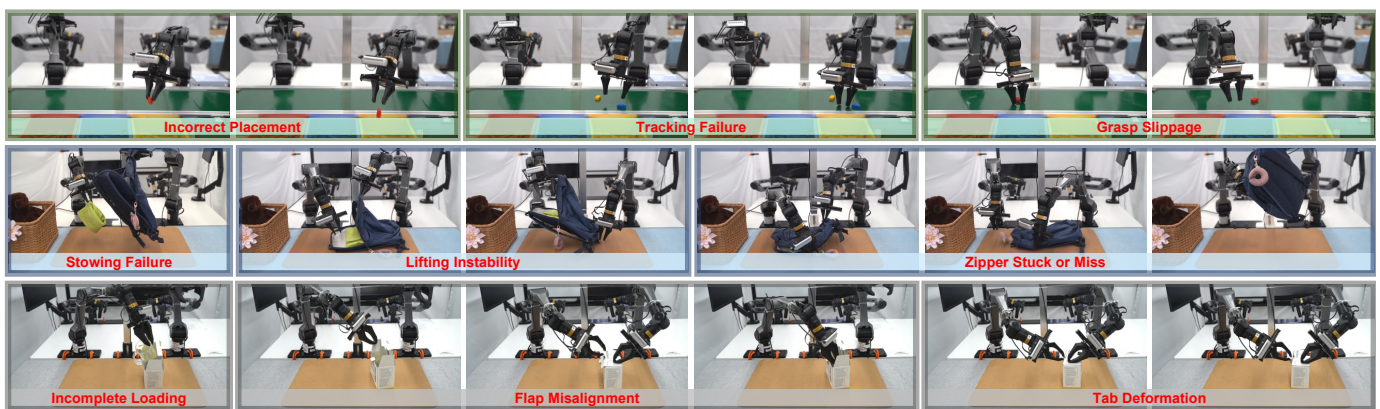 Incorrect Placement
Tracking Failure
Grasp Slippage
Stowing Failure
Lifting Instability
Zipper Stuck or Miss
Incomplete Loading
Flap Misalignment
Tab Deformation